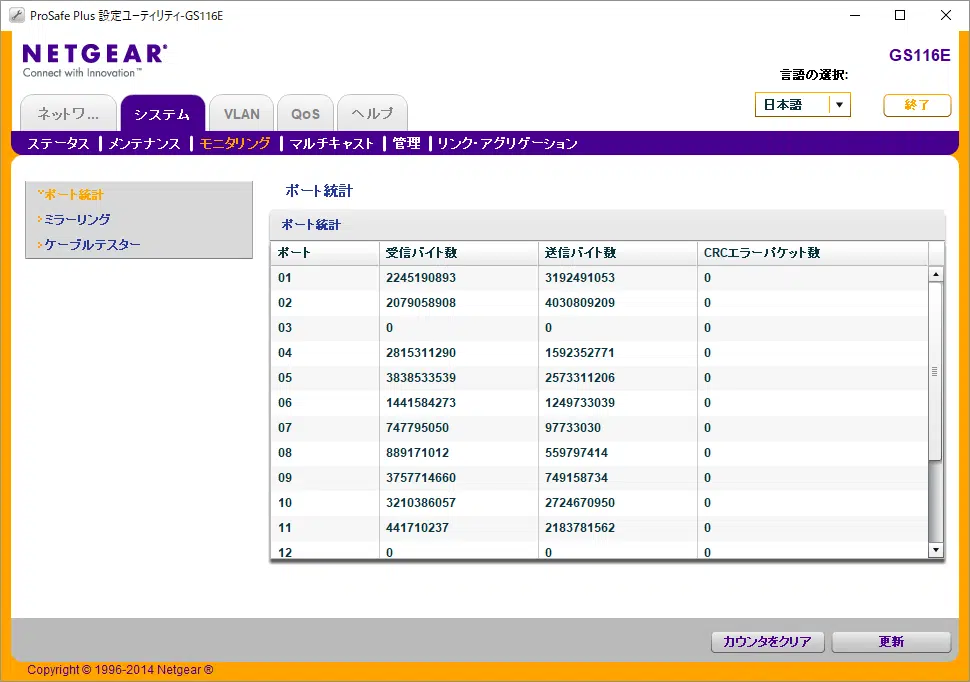 ProSafe Plus 設定ユーティリティ-GS116E
NETGEAR®
Connect with Innovation™
GS116E
言語の選択:
日本語
終了
ネットワ... システム VLAN QoS ヘルプ
ステータス | メンテナンス | モニタリング | マルチキャスト | 管理 | リンク・アグリゲーション
ポート統計
ミラーリング
ケーブルテスター
ポート統計
ポート統計
ポート 受信バイト数 送信バイト数 CRCエラーパケット数
01 2245190893 3192491053 0
02 2079058908 4030809209 0
03 0 0 0
04 2815311290 1592352771 0
05 3838533539 2573311206 0
06 1441584273 1249733039 0
07 747795050 97733030 0
08 889171012 559797414 0
09 3757714660 749158734 0
10 3210386057 2724670950 0
11 441710237 2183781562 0
12 0 0 0
カウンタをクリア 更新
Copyright © 1996-2014 Netgear ®